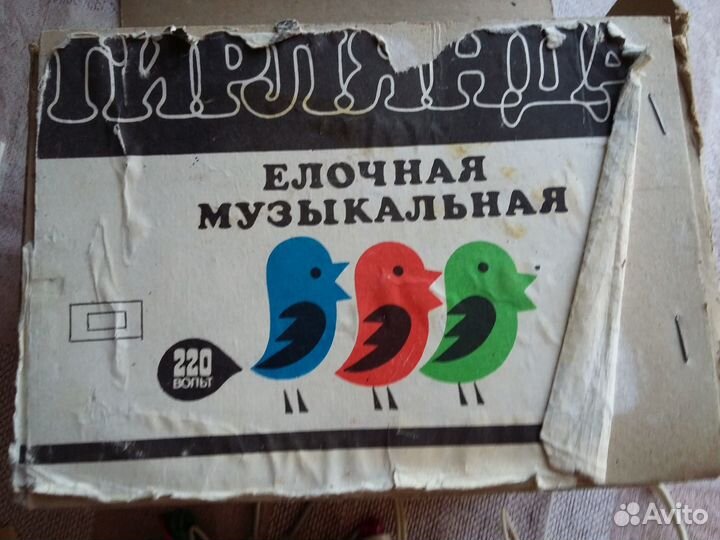 ГИРЛЯНДА
ЕЛОЧНАЯ
МУЗЫКАЛЬНАЯ
220
ВОЛЬТ
Avito